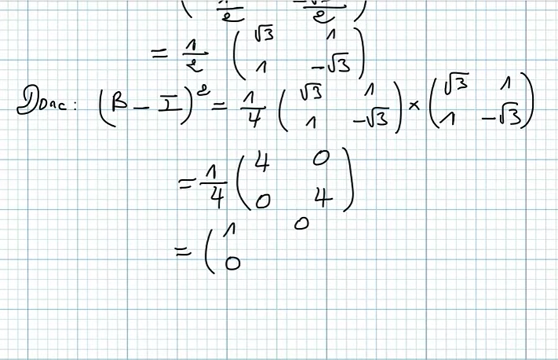 = 1/2 (√3 1
1 -√3)
Donc: (B - I)² = 1/4 (√3 1
1 -√3) × (√3 1
1 -√3)
= 1/4 (4 0
0 4)
= (1 0
0